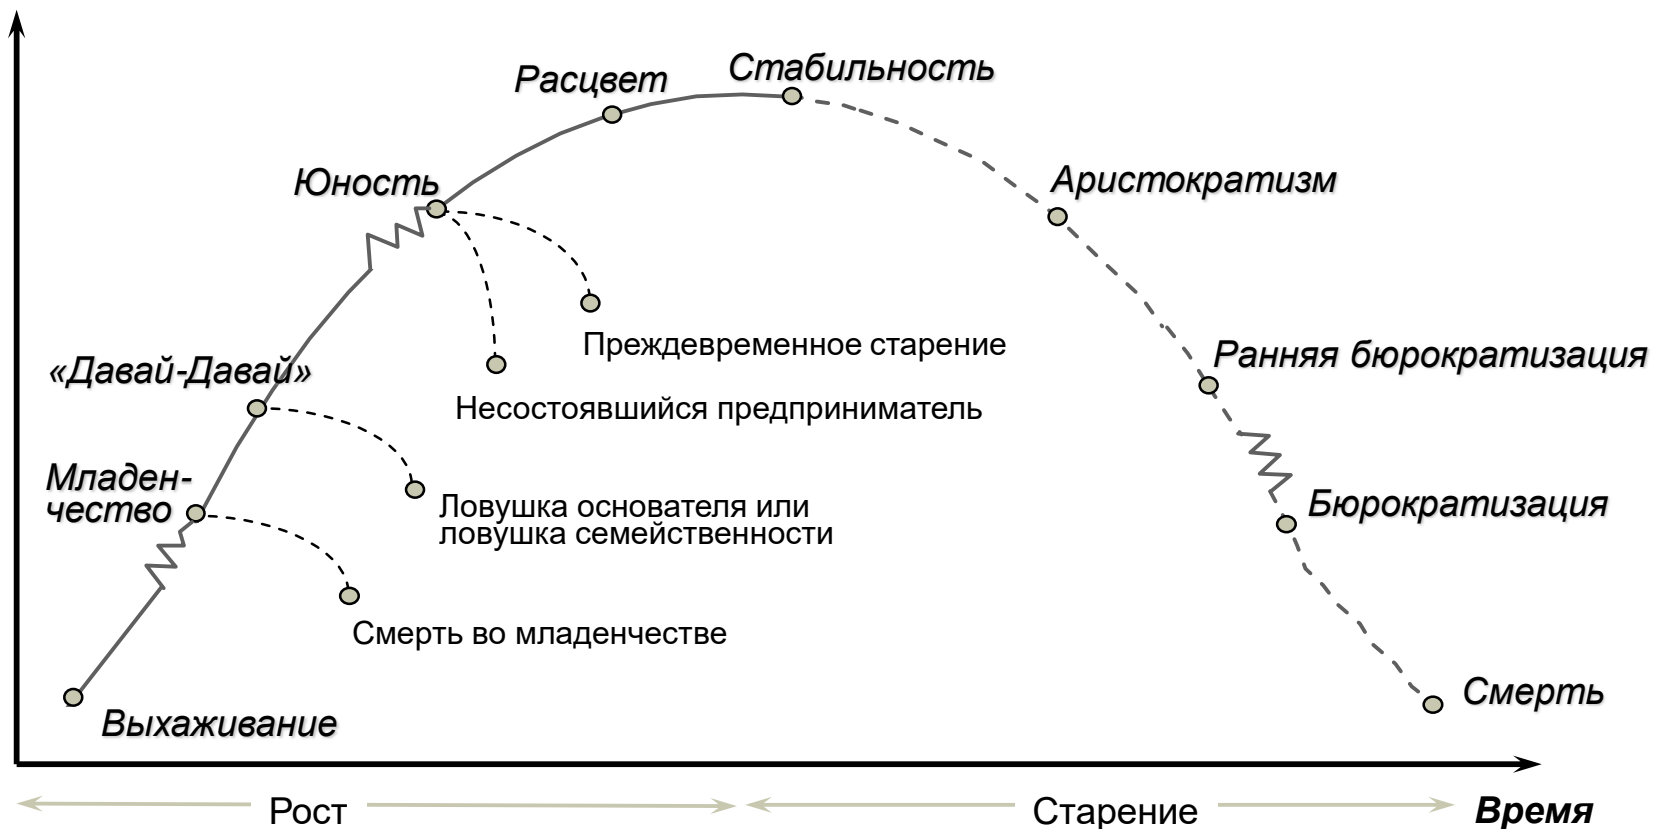 Стабильность
Расцвет
Юность
Аристократизм
Преждевременное старение
Ранняя бюрократизация
«Давай-Давай»
Несостоявшийся предприниматель
Младен-
чество
Ловушка основателя или
ловушка семейственности
Бюрократизация
Смерть во младенчестве
Смерть
Выхаживание
Рост
Старение
Время